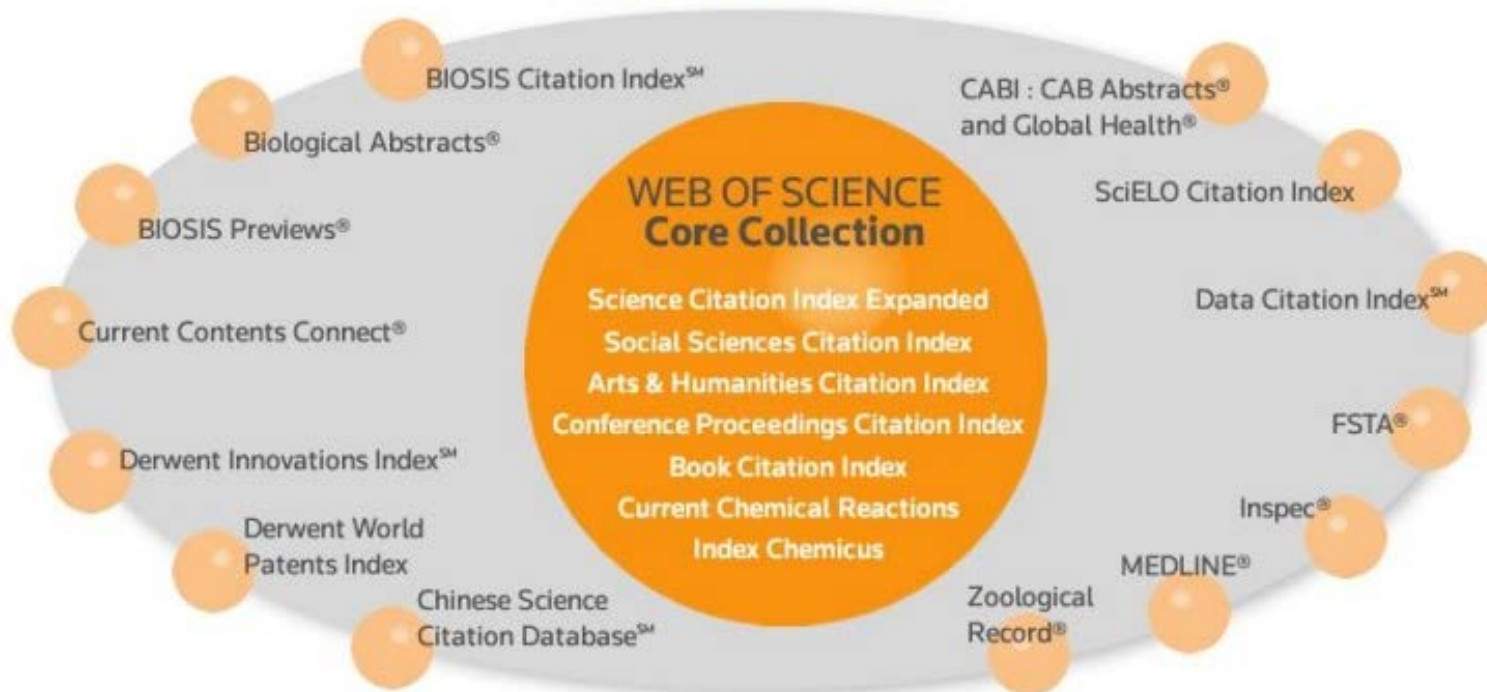 BIOSIS Citation Index℠
Biological Abstracts®
BIOSIS Previews®
Current Contents Connect®
Derwent Innovations Index℠
Derwent World
Patents Index
Chinese Science
Citation Database℠
WEB OF SCIENCE
Core Collection
Science Citation Index Expanded
Social Sciences Citation Index
Arts & Humanities Citation Index
Conference Proceedings Citation Index
Book Citation Index
Current Chemical Reactions
Index Chemicus
CABI : CAB Abstracts®
and Global Health®
SciELO Citation Index
Data Citation Index℠
FSTA®
Inspec®
MEDLINE®
Zoological
Record®